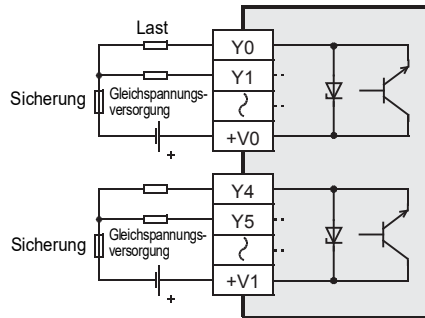 Last
Y0
Y1
Sicherung
Gleichspannungs-
versorgung
+V0
+
Y4
Y5
Sicherung
Gleichspannungs-
versorgung
+V1
+